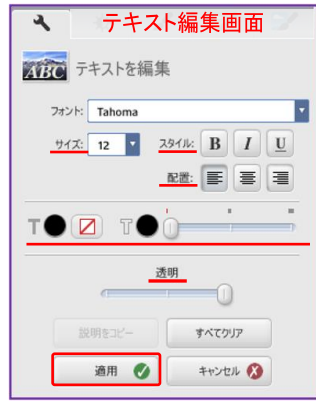 テキスト編集画面
ABC テキストを編集
フォント: Tahoma
サイズ: 12 スタイル: B I U
配置:
T T
透明
説明をコピー すべてクリア
適用 キャンセル